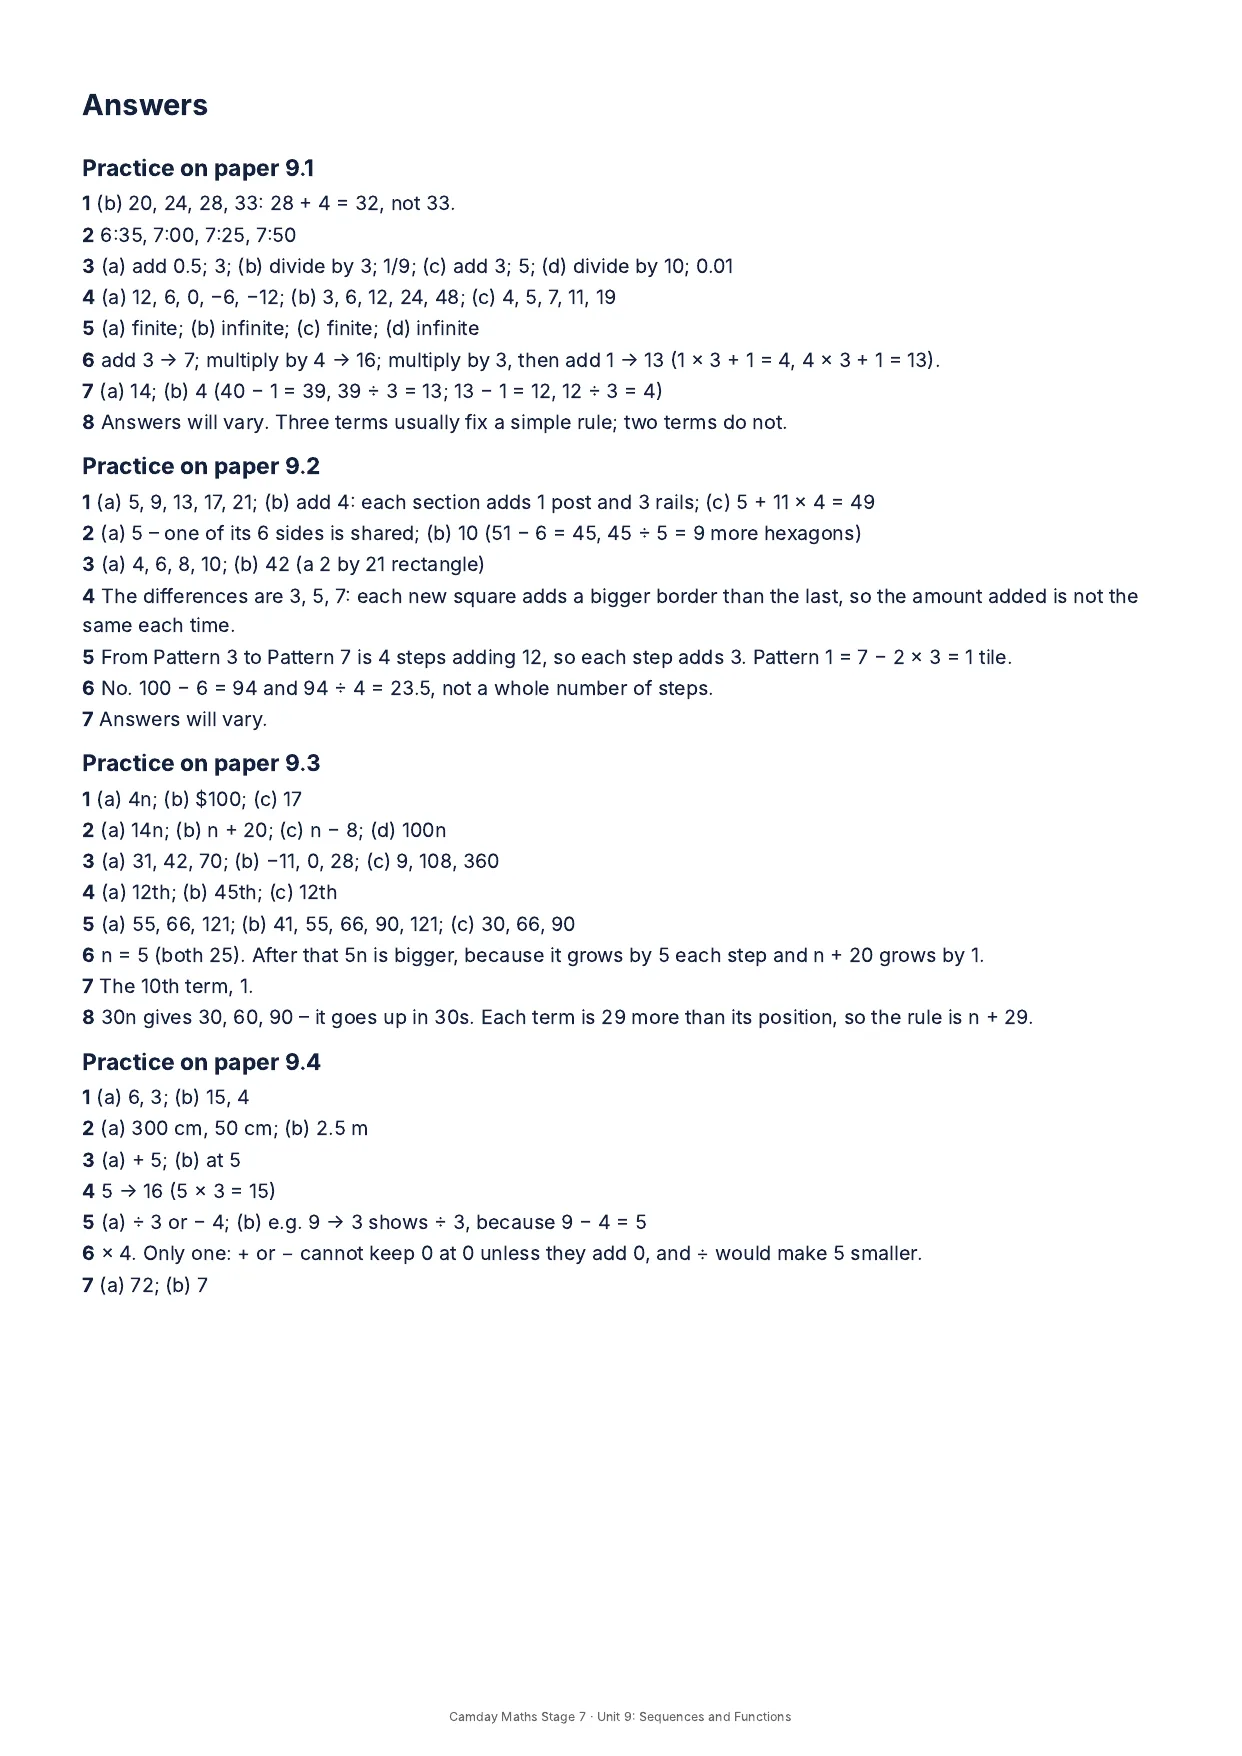 Answers
Practice on paper 9.1
1 (b) 20, 24, 28, 33: 28 + 4 = 32, not 33.
2 6:35, 7:00, 7:25, 7:50
3 (a) add 0.5; 3; (b) divide by 3; 1/9; (c) add 3; 5; (d) divide by 10; 0.01
4 (a) 12, 6, 0, −6, −12; (b) 3, 6, 12, 24, 48; (c) 4, 5, 7, 11, 19
5 (a) finite; (b) infinite; (c) finite; (d) infinite
6 add 3 → 7; multiply by 4 → 16; multiply by 3, then add 1 → 13 (1 × 3 + 1 = 4, 4 × 3 + 1 = 13).
7 (a) 14; (b) 4 (40 − 1 = 39, 39 ÷ 3 = 13; 13 − 1 = 12, 12 ÷ 3 = 4)
8 Answers will vary. Three terms usually fix a simple rule; two terms do not.
Practice on paper 9.2
1 (a) 5, 9, 13, 17, 21; (b) add 4: each section adds 1 post and 3 rails; (c) 5 + 11 × 4 = 49
2 (a) 5 – one of its 6 sides is shared; (b) 10 (51 − 6 = 45, 45 ÷ 5 = 9 more hexagons)
3 (a) 4, 6, 8, 10; (b) 42 (a 2 by 21 rectangle)
4 The differences are 3, 5, 7: each new square adds a bigger border than the last, so the amount added is not the
same each time.
5 From Pattern 3 to Pattern 7 is 4 steps adding 12, so each step adds 3. Pattern 1 = 7 − 2 × 3 = 1 tile.
6 No. 100 − 6 = 94 and 94 ÷ 4 = 23.5, not a whole number of steps.
7 Answers will vary.
Practice on paper 9.3
1 (a) 4n; (b) $100; (c) 17
2 (a) 14n; (b) n + 20; (c) n − 8; (d) 100n
3 (a) 31, 42, 70; (b) −11, 0, 28; (c) 9, 108, 360
4 (a) 12th; (b) 45th; (c) 12th
5 (a) 55, 66, 121; (b) 41, 55, 66, 90, 121; (c) 30, 66, 90
6 n = 5 (both 25). After that 5n is bigger, because it grows by 5 each step and n + 20 grows by 1.
7 The 10th term, 1.
8 30n gives 30, 60, 90 – it goes up in 30s. Each term is 29 more than its position, so the rule is n + 29.
Practice on paper 9.4
1 (a) 6, 3; (b) 15, 4
2 (a) 300 cm, 50 cm; (b) 2.5 m
3 (a) + 5; (b) at 5
4 5 → 16 (5 × 3 = 15)
5 (a) ÷ 3 or − 4; (b) e.g. 9 → 3 shows ÷ 3, because 9 − 4 = 5
6 × 4. Only one: + or − cannot keep 0 at 0 unless they add 0, and ÷ would make 5 smaller.
7 (a) 72; (b) 7
Camday Maths Stage 7 · Unit 9: Sequences and Functions